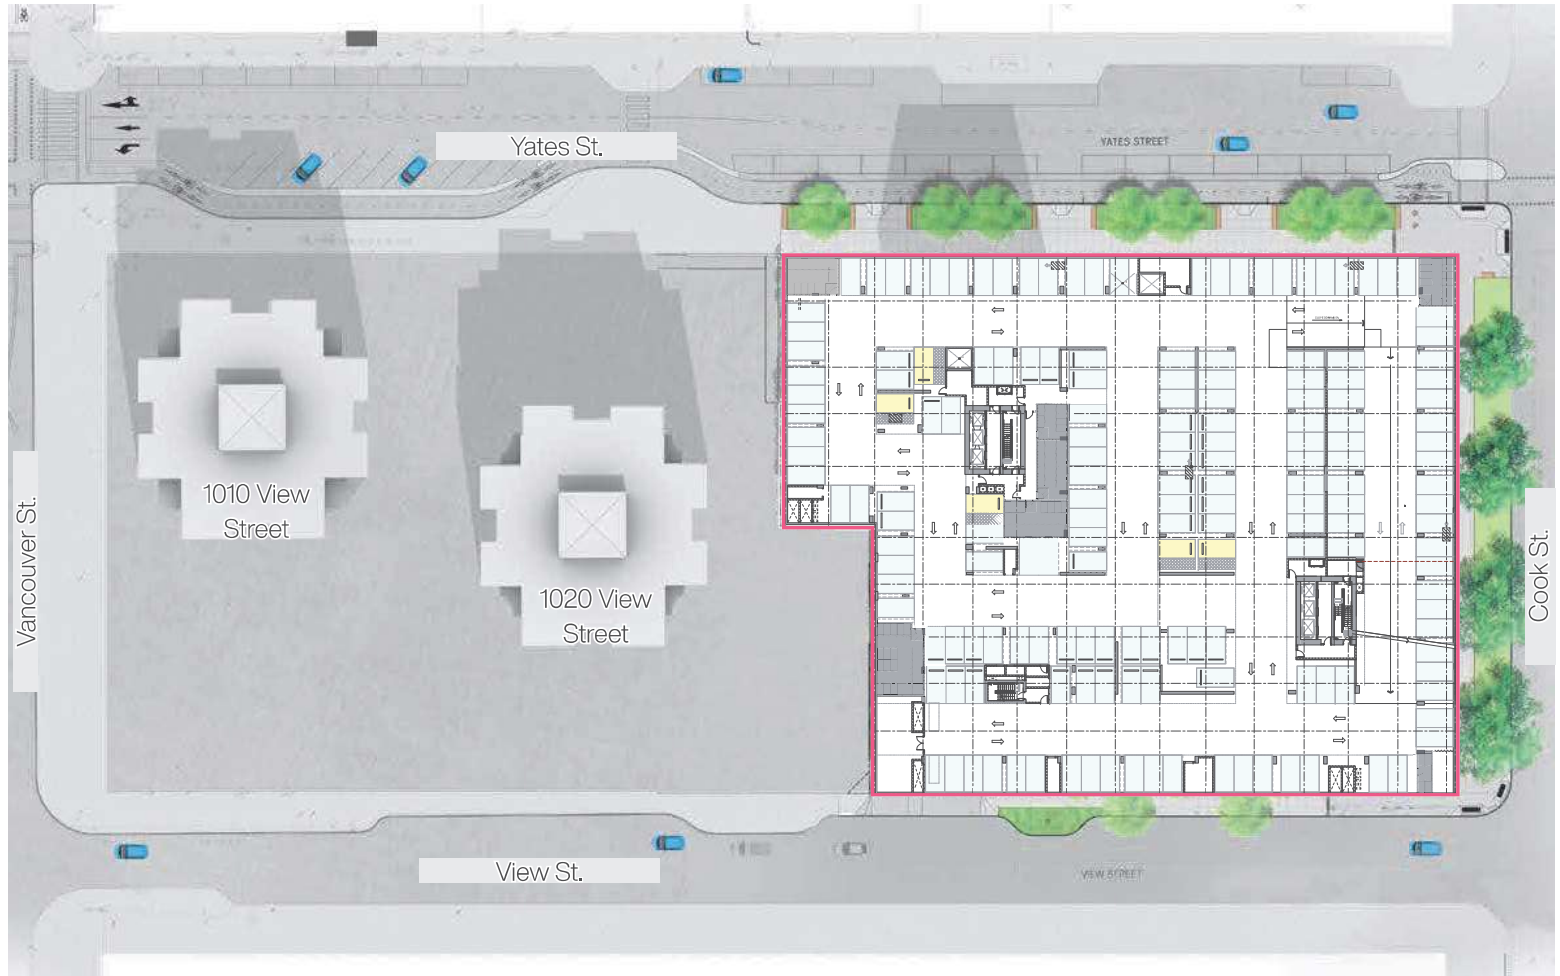 Yates St.
YATES STREET
1010 View
Street
1020 View
Street
Vancouver St.
Cook St.
View St.
VIEW STREET